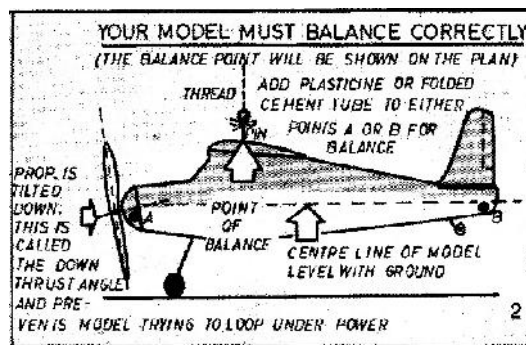 YOUR MODEL MUST BALANCE CORRECTLY
(THE BALANCE POINT WILL BE SHOWN ON THE PLAN)
THREAD
PIN
ADD PLASTICINE OR FOLDED
CEMENT TUBE TO EITHER
POINTS A OR B FOR
BALANCE
PROP. IS
TILTED
DOWN.
THIS IS
CALLED
THE DOWN
THRUST ANGLE
AND PRE-
VENTS MODEL TRYING TO LOOP UNDER POWER
A
POINT
OF
BALANCE
B
CENTRE LINE OF MODEL
LEVEL WITH GROUND
2